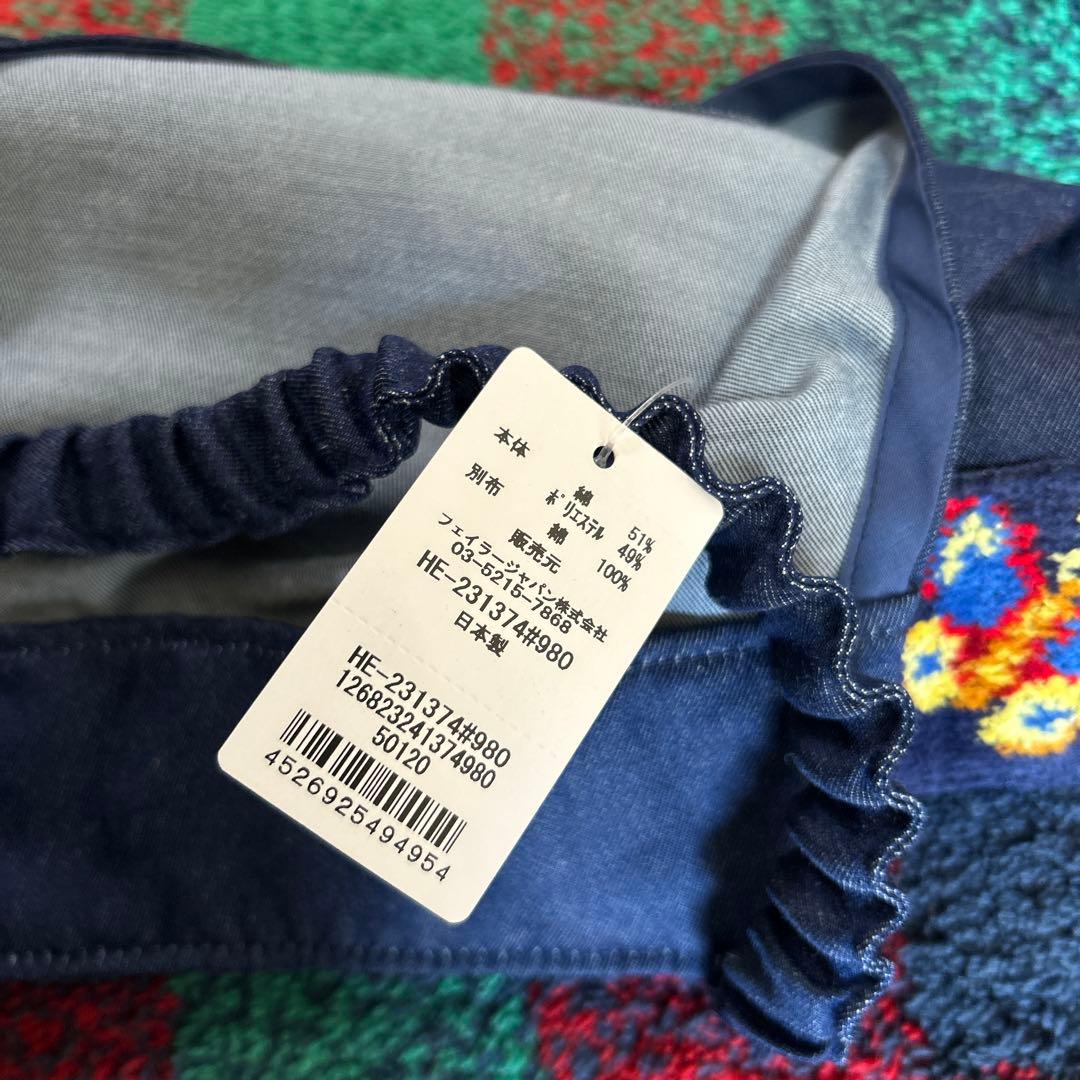 本体 綿 51%
ポリエステル 49%
別布 綿 100%
販売元
フェイラージャパン株式会社
03-5215-7868
HE-231374#980
日本製
HE-231374#980
126823241374980
50120
4526925494954